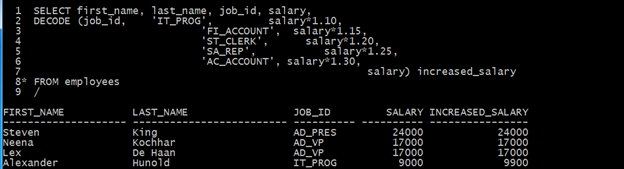 1 SELECT first_name, last_name, job_id, salary,
2 DECODE (job_id, 'IT_PROG', salary*1.10,
3 'FI_ACCOUNT', salary*1.15,
4 'ST_CLERK', salary*1.20,
5 'SA_REP', salary*1.25,
6 'AC_ACCOUNT', salary*1.30,
7 salary) increased_salary
8* FROM employees
9 /
FIRST_NAME LAST_NAME JOB_ID SALARY INCREASED_SALARY
Steven King AD_PRES 24000 24000
Neena Kochhar AD_VP 17000 17000
Lex De Haan AD_VP 17000 17000
Alexander Hunold IT_PROG 9000 9900